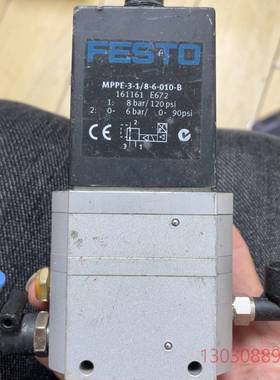 FESTO
MPPE-3-1/8-6-010-B
161161 E672
1: 8 bar/ 120 psi
2: 0- 6 bar/ 0- 90psi
CE
2
3 1
13030889